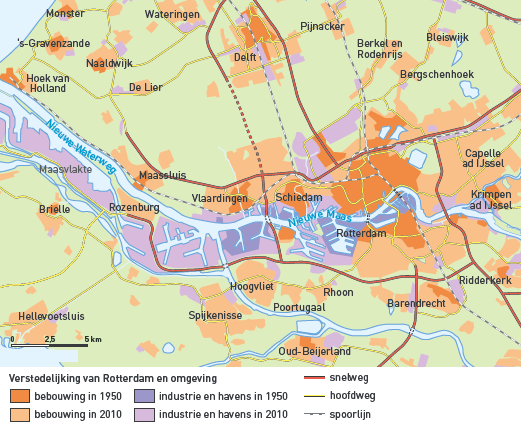 Monster
Wateringen
Pijnacker
's-Gravenzande
Berkel en
Rodenrijs
Bleiswijk
Naaldwijk
Delft
Bergschenhoek
Hoek van
Holland
De Lier
Nieuwe Waterweg
Capelle
ad IJssel
Maasvlakte
Maassluis
Vlaardingen
Schiedam
Krimpen
ad IJssel
Brielle
Rozenburg
Nieuwe Maas
Rotterdam
Hoogvliet
Rhoon
Ridderkerk
Poortugaal
Barendrecht
Hellevoetsluis
Spijkenisse
0 2,5 5 km
Oud-Beijerland
Verstedelijking van Rotterdam en omgeving
bebouwing in 1950
industrie en havens in 1950
bebouwing in 2010
industrie en havens in 2010
snelweg
hoofdweg
spoorlijn